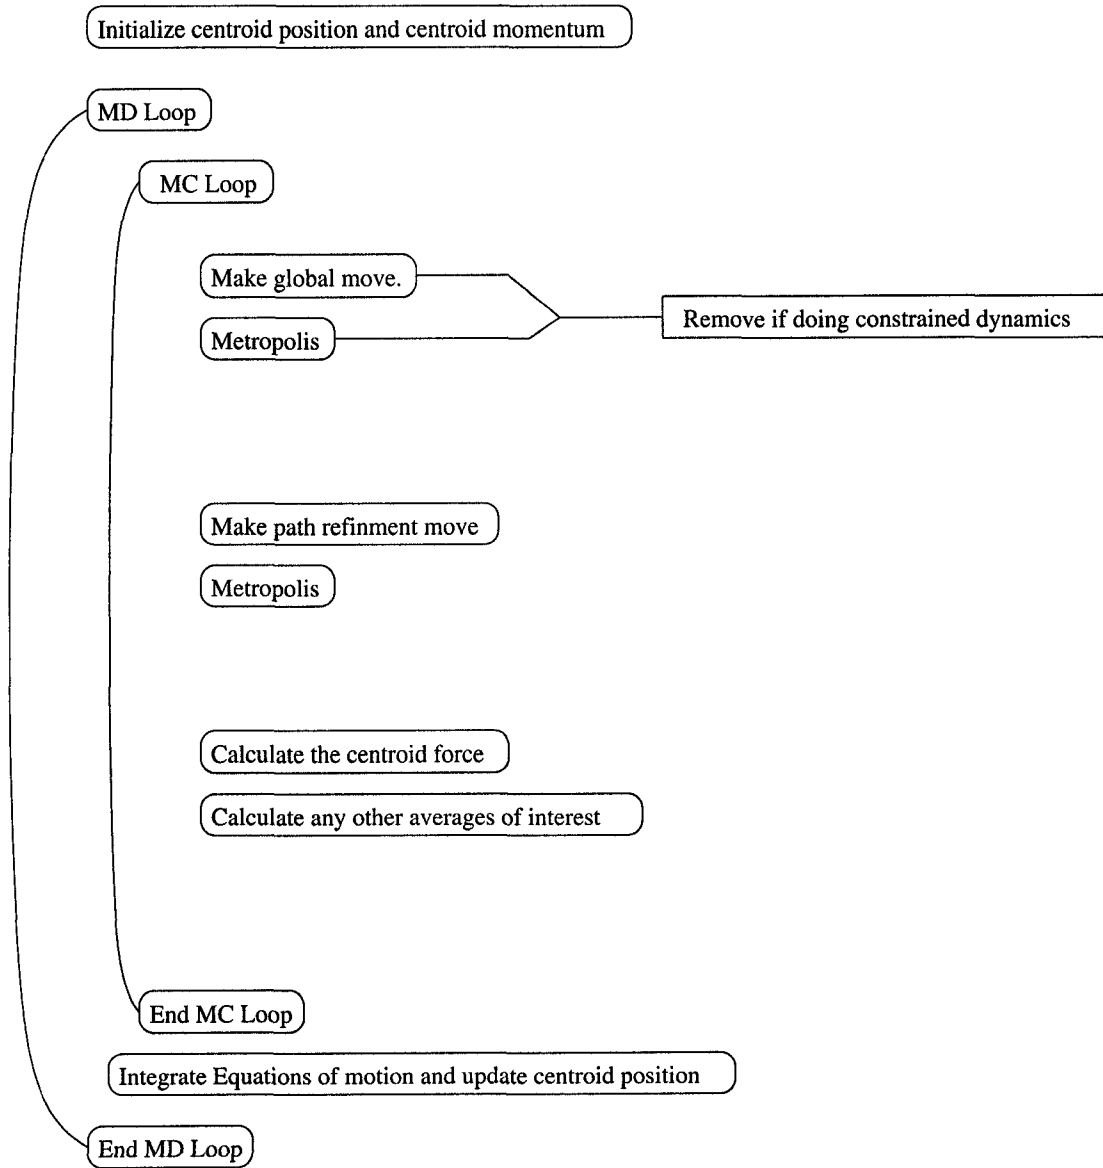 Initialize centroid position and centroid momentum
MD Loop
MC Loop
Make global move.
Remove if doing constrained dynamics
Metropolis
Make path refinment move
Metropolis
Calculate the centroid force
Calculate any other averages of interest
End MC Loop
Integrate Equations of motion and update centroid position
End MD Loop